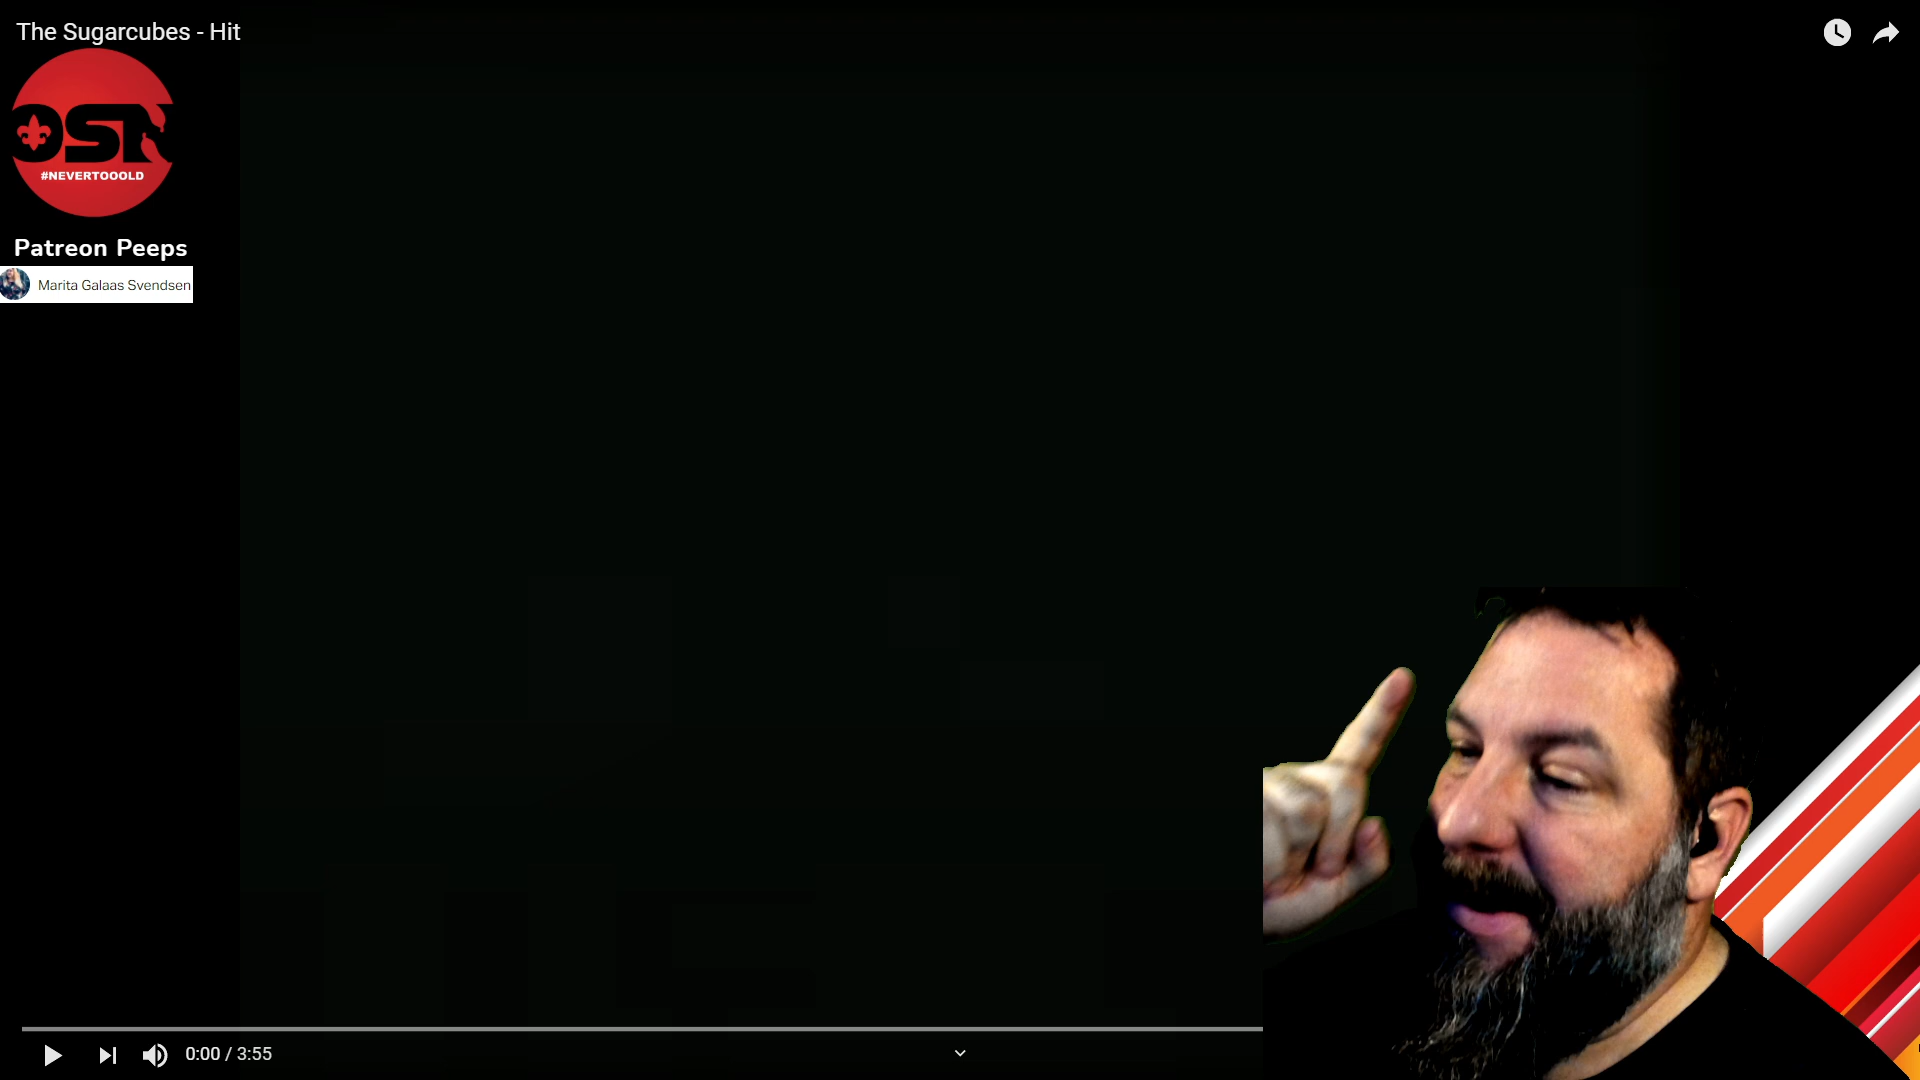 The Sugarcubes - Hit
OSR
#NEVERTOOOLD
Patreon Peeps
Marita Galaas Svendsen
0:00 / 3:55